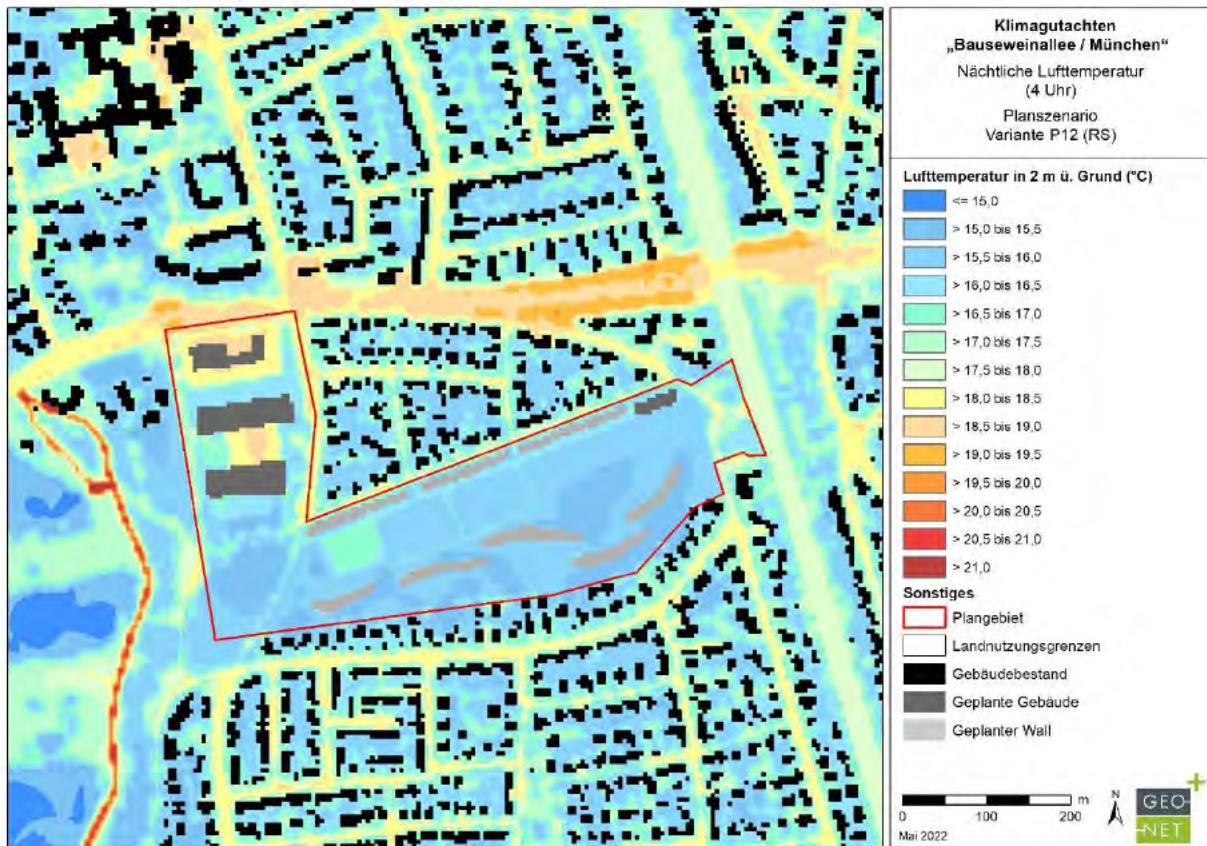 Klimagutachten
„Bauseweinallee / München“
Nächtliche Lufttemperatur
(4 Uhr)
Planszenario
Variante P12 (RS)
Lufttemperatur in 2 m ü. Grund (°C)
<= 15,0
> 15,0 bis 15,5
> 15,5 bis 16,0
> 16,0 bis 16,5
> 16,5 bis 17,0
> 17,0 bis 17,5
> 17,5 bis 18,0
> 18,0 bis 18,5
> 18,5 bis 19,0
> 19,0 bis 19,5
> 19,5 bis 20,0
> 20,0 bis 20,5
> 20,5 bis 21,0
> 21,0
Sonstiges
Plangebiet
Landnutzungsgrenzen
Gebäudebestand
Geplante Gebäude
Geplanter Wall
m
0 100 200
N
Mai 2022
GEO
NET